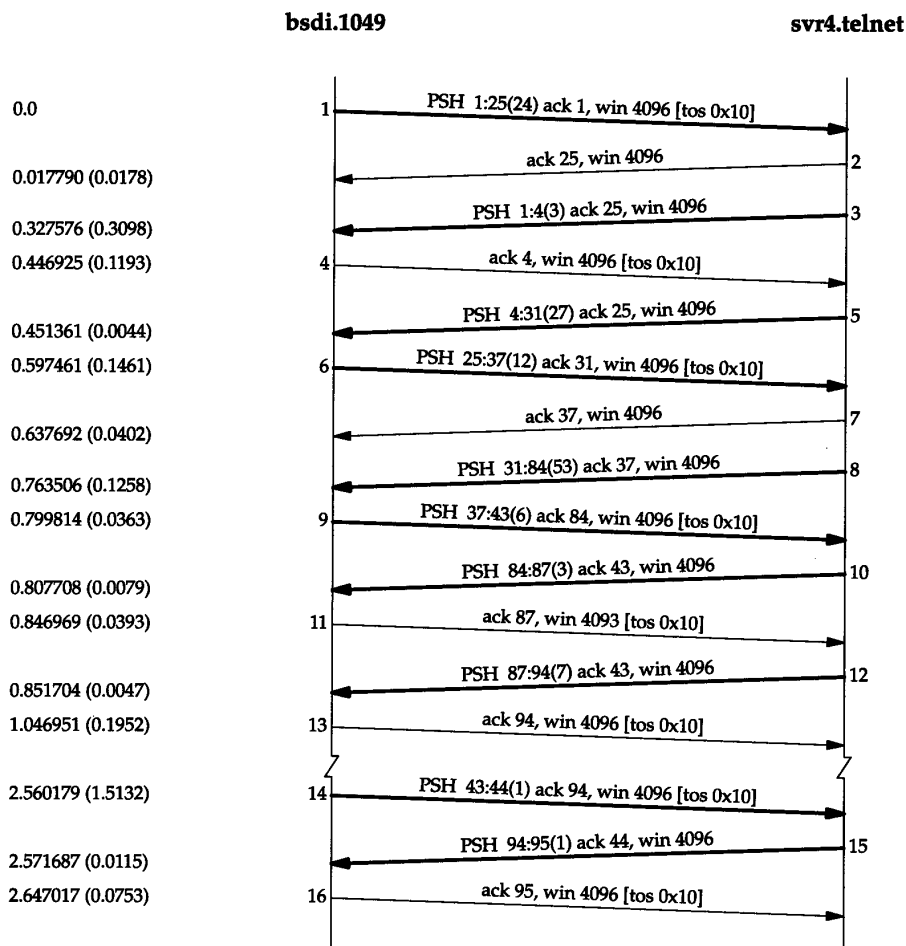 bsdi.1049 svr4.telnet
0.0 1 PSH 1:25(24) ack 1, win 4096 [tos 0x10]
0.017790 (0.0178) ack 25, win 4096 2
0.327576 (0.3098) PSH 1:4(3) ack 25, win 4096 3
0.446925 (0.1193) 4 ack 4, win 4096 [tos 0x10]
0.451361 (0.0044) PSH 4:31(27) ack 25, win 4096 5
0.597461 (0.1461) 6 PSH 25:37(12) ack 31, win 4096 [tos 0x10]
0.637692 (0.0402) ack 37, win 4096 7
0.763506 (0.1258) PSH 31:84(53) ack 37, win 4096 8
0.799814 (0.0363) 9 PSH 37:43(6) ack 84, win 4096 [tos 0x10]
0.807708 (0.0079) PSH 84:87(3) ack 43, win 4096 10
0.846969 (0.0393) 11 ack 87, win 4093 [tos 0x10]
0.851704 (0.0047) PSH 87:94(7) ack 43, win 4096 12
1.046951 (0.1952) 13 ack 94, win 4096 [tos 0x10]
2.560179 (1.5132) 14 PSH 43:44(1) ack 94, win 4096 [tos 0x10]
2.571687 (0.0115) PSH 94:95(1) ack 44, win 4096 15
2.647017 (0.0753) 16 ack 95, win 4096 [tos 0x10]